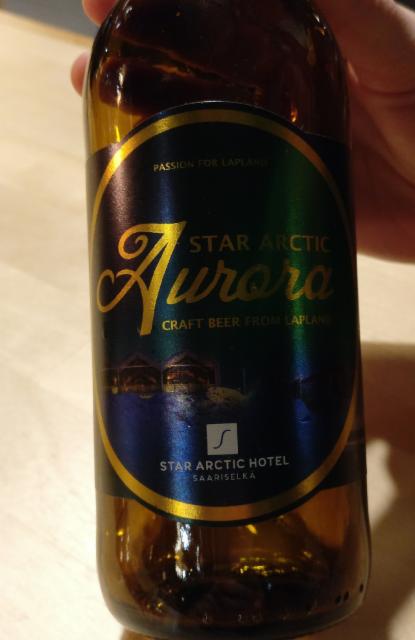 PASSION FOR LAPLAND
STAR ARCTIC
Aurora
CRAFT BEER FROM LAPLAND
STAR ARCTIC HOTEL
SAARISELKÄ